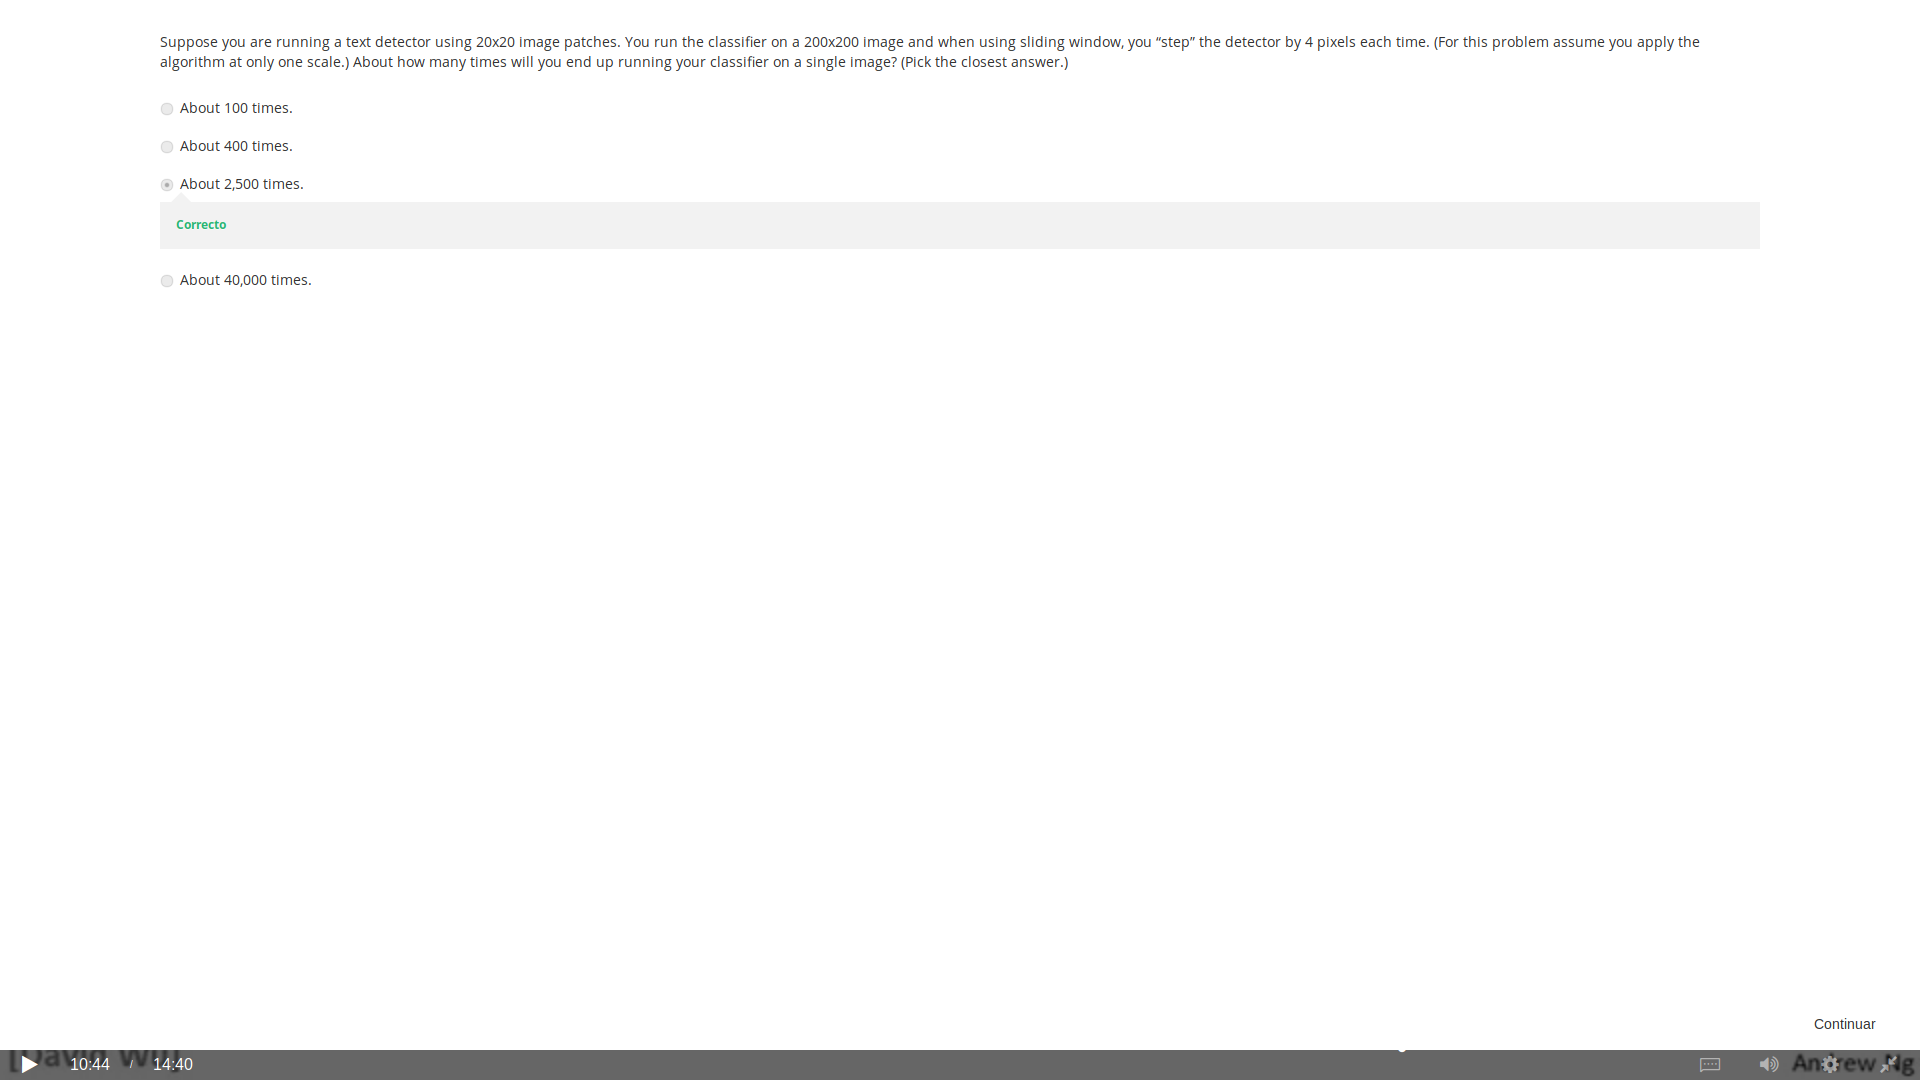 Suppose you are running a text detector using 20x20 image patches. You run the classifier on a 200x200 image and when using sliding window, you “step” the detector by 4 pixels each time. (For this problem assume you apply the
algorithm at only one scale.) About how many times will you end up running your classifier on a single image? (Pick the closest answer.)
About 100 times.
About 400 times.
About 2,500 times.
Correcto
About 40,000 times.
Continuar
10:44 / 14:40
Andrew Ng